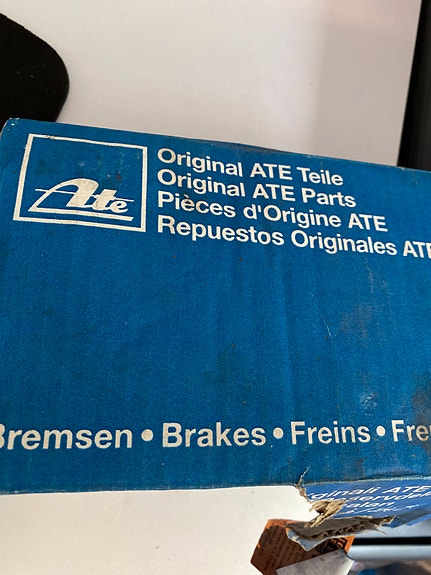 Ate
Original ATE Teile
Original ATE Parts
Pièces d'Origine ATE
Repuestos Originales ATE
Bremsen • Brakes • Freins •